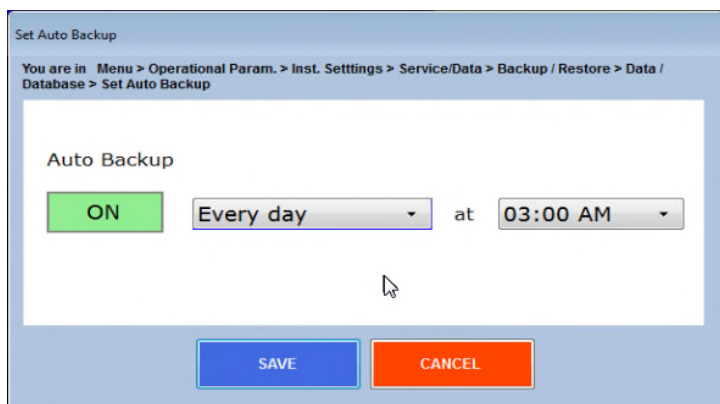 Set Auto Backup
You are in Menu > Operational Param. > Inst. Setttings > Service/Data > Backup / Restore > Data /
Database > Set Auto Backup
Auto Backup
ON Every day at 03:00 AM
SAVE CANCEL